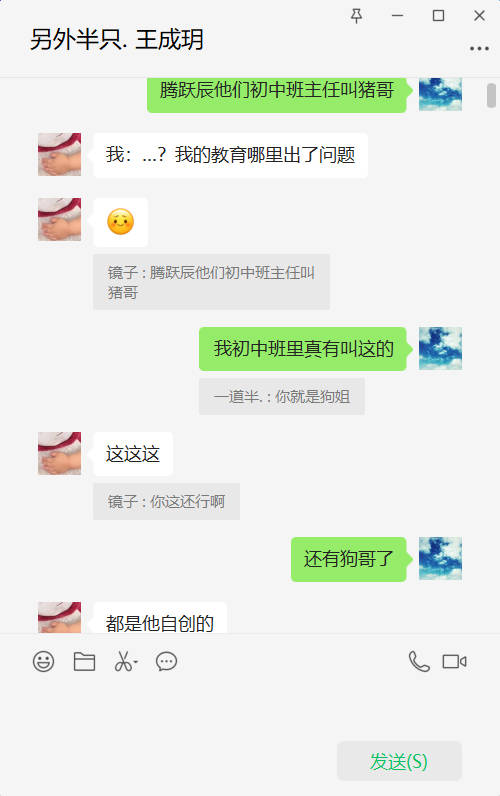 另外半只. 王成玥
腾跃辰他们初中班主任叫猪哥
我：...？我的教育哪里出了问题
镜子 : 腾跃辰他们初中班主任叫
猪哥
我初中班里真有叫这的
一道半. : 你就是狗姐
这这这
镜子 : 你这还行啊
还有狗哥了
都是他自创的
发送(S)